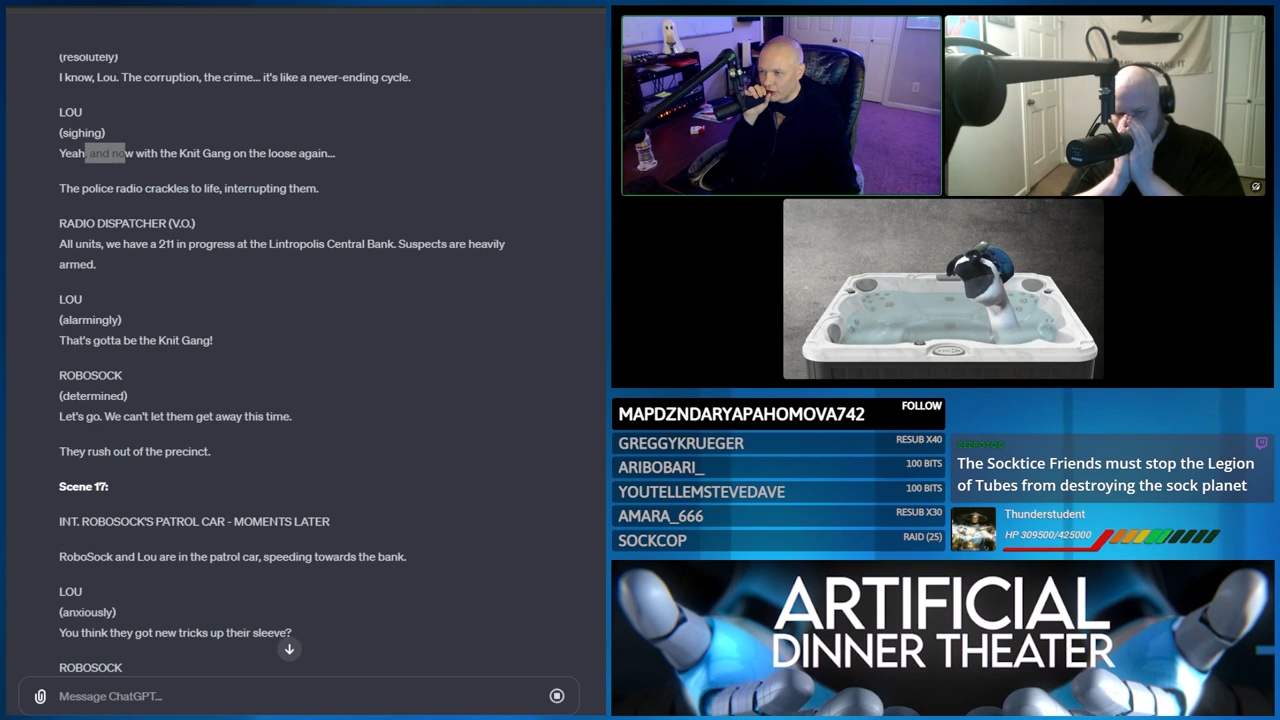 (resolutely)
I know, Lou. The corruption, the crime... it's like a never-ending cycle.
LOU
(sighing)
Yeah, and now with the Knit Gang on the loose again...
The police radio crackles to life, interrupting them.
RADIO DISPATCHER (V.O.)
All units, we have a 211 in progress at the Lintropolis Central Bank. Suspects are heavily
armed.
LOU
(alarmingly)
That's gotta be the Knit Gang!
ROBOSOCK
(determined)
Let's go. We can't let them get away this time.
They rush out of the precinct.
Scene 17:
INT. ROBOSOCK'S PATROL CAR - MOMENTS LATER
RoboSock and Lou are in the patrol car, speeding towards the bank.
LOU
(anxiously)
You think they got new tricks up their sleeve?
ROBOSOCK
Message ChatGPT...
TAKE IT
MAPDZNDARYAPAHOMOVA742 FOLLOW
GREGGYKRUEGER RESUB X40
ARIBOBARI_ 100 BITS
YOUTELLEMSTEVEDAVE 100 BITS
AMARA_666 RESUB X30
SOCKCOP RAID (25)
The Socktice Friends must stop the Legion
of Tubes from destroying the sock planet
Thunderstudent
HP 309500/425000
ARTIFICIAL
DINNER THEATER